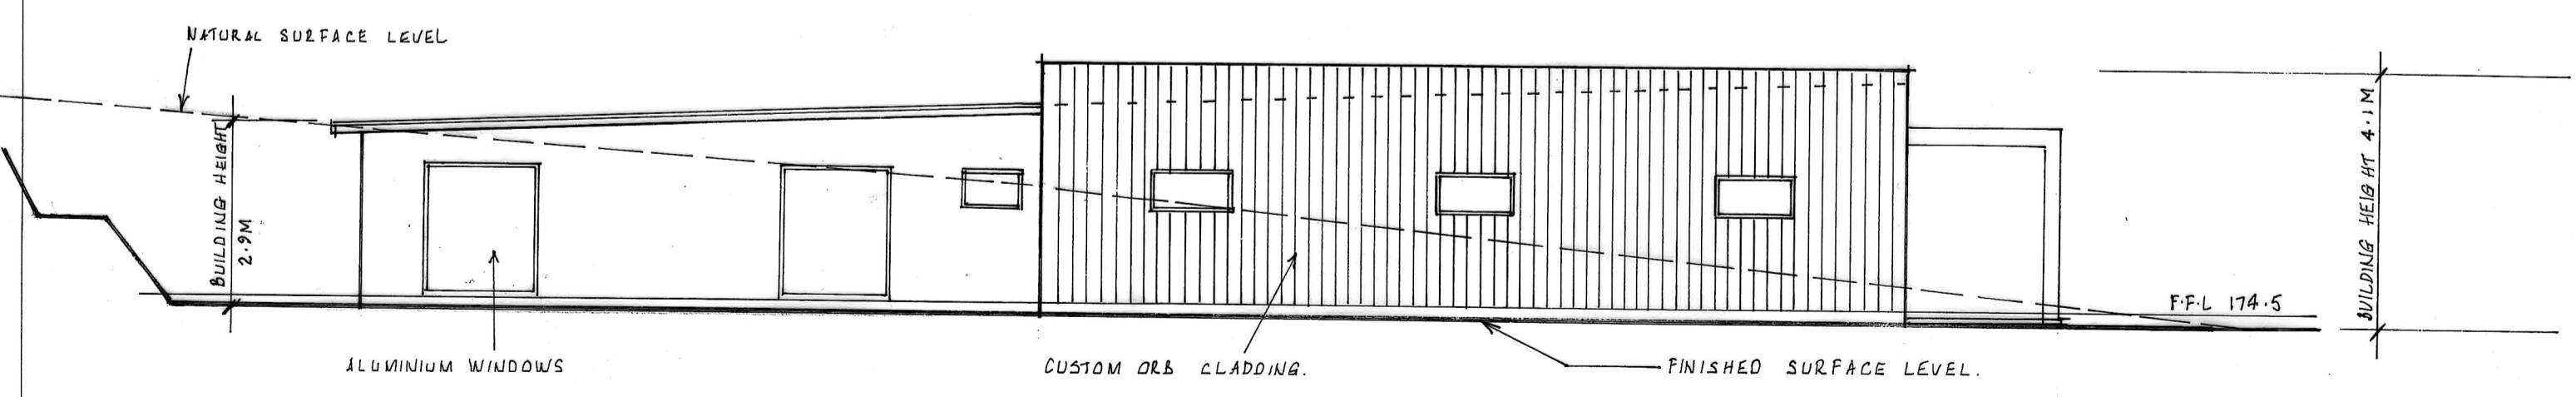 NATURAL SURFACE LEVEL
BUILDING HEIGHT
2.9M
ALUMINIUM WINDOWS
CUSTOM ORB CLADDING.
FINISHED SURFACE LEVEL.
F.F.L 174.5
BUILDING HEIGHT 4.1M